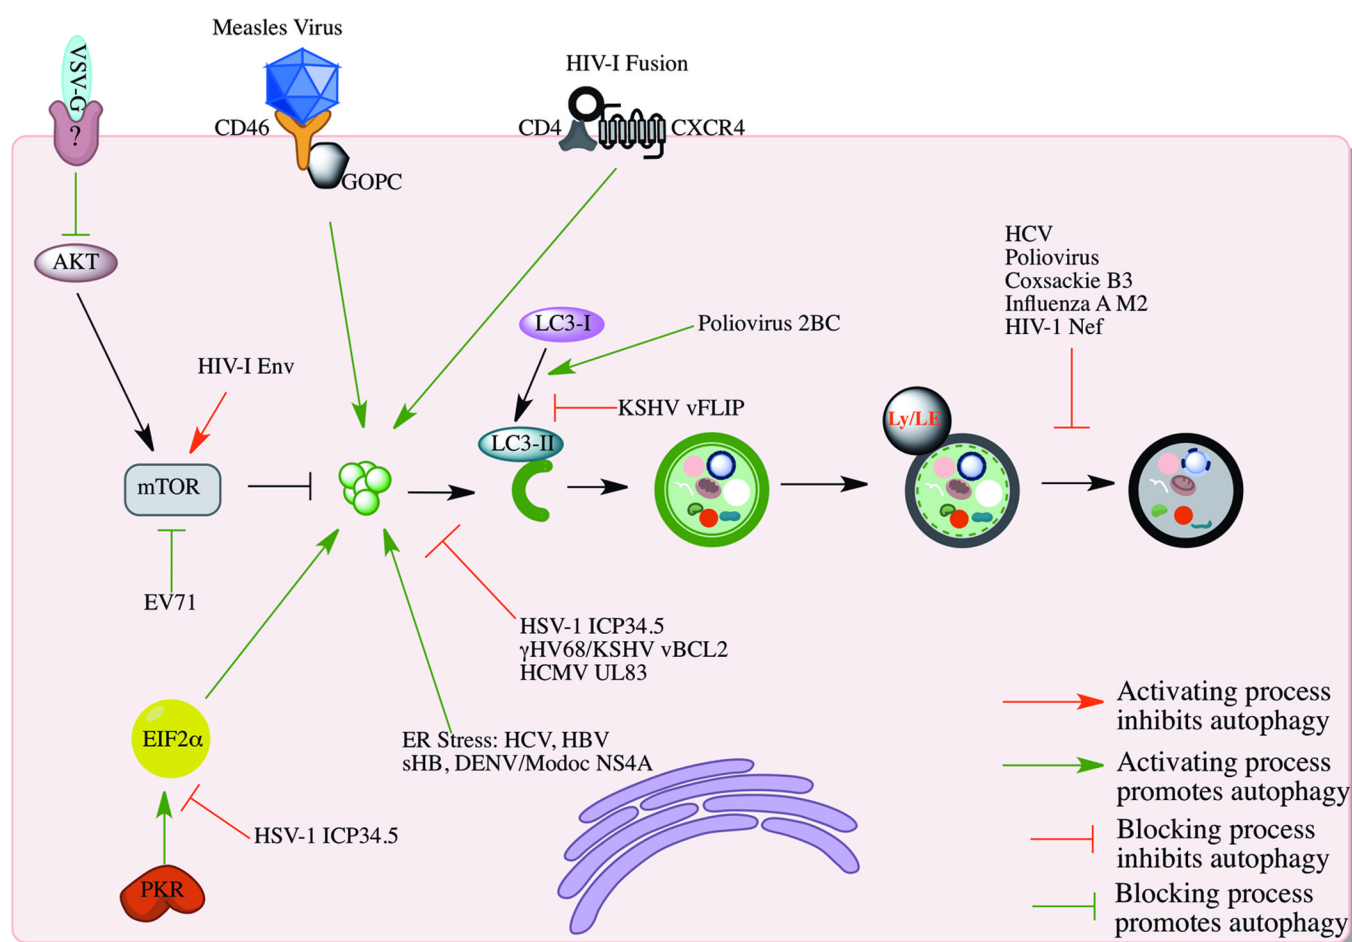 Measles Virus
VSV-G
?
HIV-I Fusion
CD46
CD4
CXCR4
GOPC
AKT
HCV
Poliovirus
Coxsackie B3
Influenza A M2
HIV-1 Nef
LC3-I
Poliovirus 2BC
HIV-I Env
KSHV vFLIP
Ly/LE
LC3-II
mTOR
EV71
HSV-1 ICP34.5
γHV68/KSHV vBCL2
HCMV UL83
EIF2α
ER Stress: HCV, HBV
sHB, DENV/Modoc NS4A
HSV-1 ICP34.5
PKR
Activating process
inhibits autophagy
Activating process
promotes autophagy
Blocking process
inhibits autophagy
Blocking process
promotes autophagy